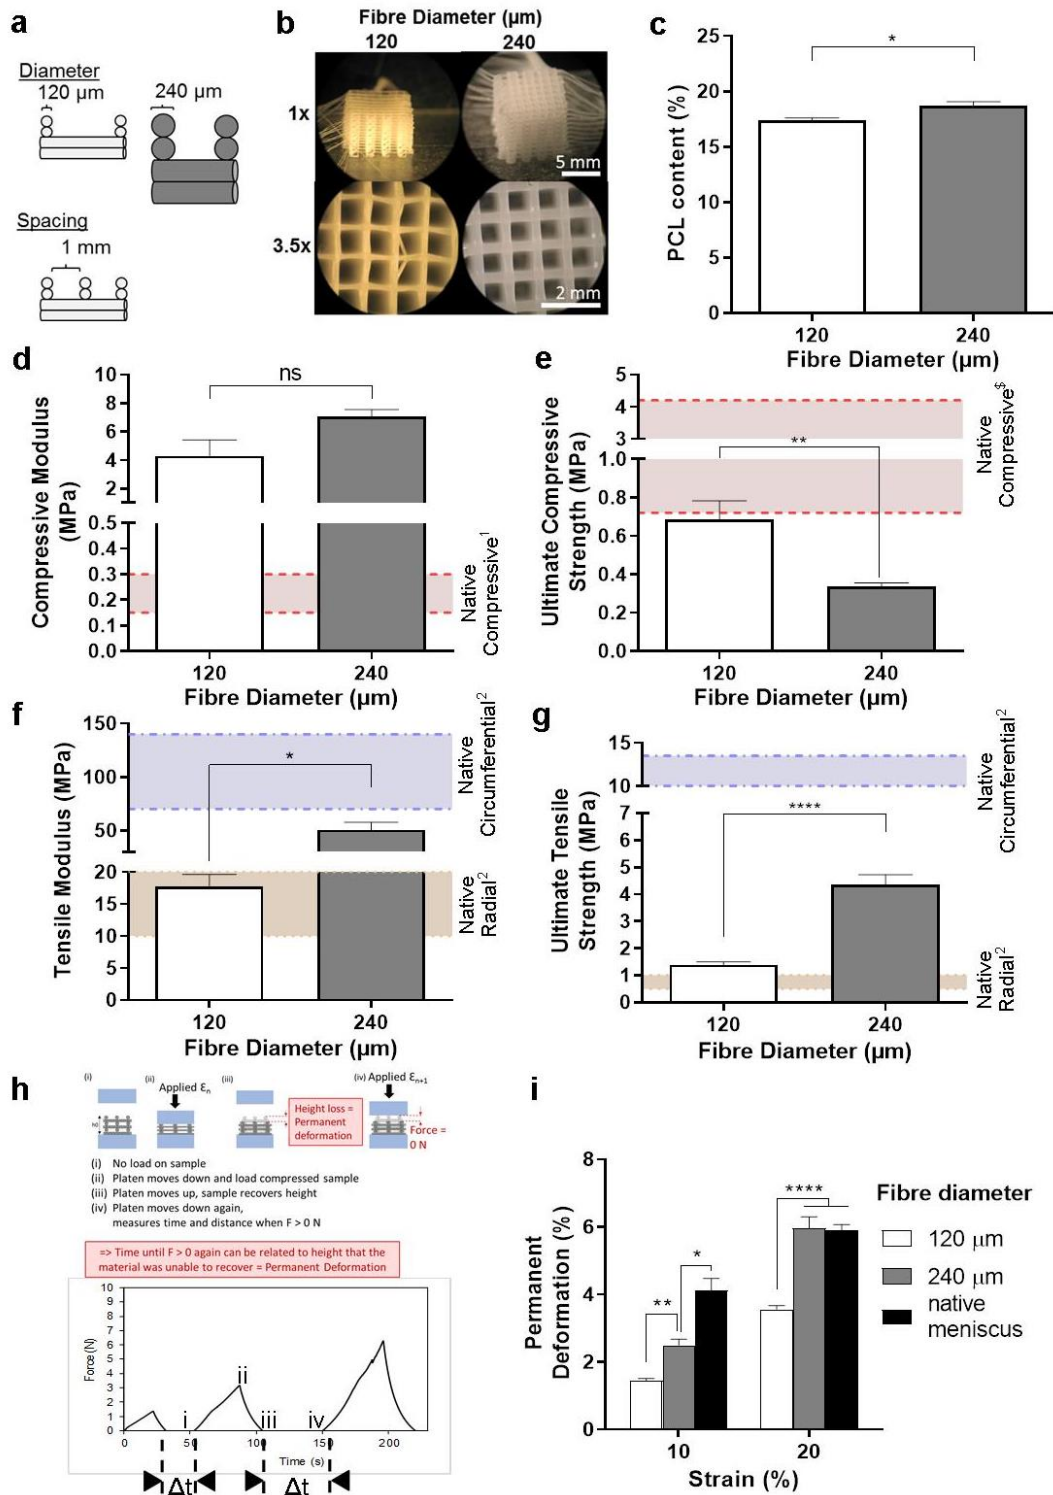 a
Diameter
120 µm
240 µm
Spacing
1 mm
b
Fibre Diameter (µm)
120
240
1x
5 mm
3.5x
2 mm
c
25
20
15
10
5
0
PCL content (%)
*
120
240
Fibre Diameter (µm)
d
10
8
6
4
2
0.5
0.4
0.3
0.2
0.1
0.0
Compressive Modulus
(MPa)
ns
Native
Compressive¹
120
240
Fibre Diameter (µm)
e
5
4
3
1.0
0.8
0.6
0.4
0.2
0.0
Ultimate Compressive
Strength (MPa)
**
Native
Compressive$
120
240
Fibre Diameter (µm)
f
150
100
50
20
15
10
5
0
Tensile Modulus (MPa)
*
Native
Circumferential²
Native
Radial²
120
240
Fibre Diameter (µm)
g
15
10
7
6
5
4
3
2
1
0
Ultimate Tensile
Strength (MPa)
****
Native
Circumferential²
Native
Radial²
120
240
Fibre Diameter (µm)
h
(i)
(ii)
Applied Ɛn
(iii)
Height loss =
Permanent
deformation
(iv) Applied Ɛn+1
Force =
0 N
(i) No load on sample
(ii) Platen moves down and load compressed sample
(iii) Platen moves up, sample recovers height
(iv) Platen moves down again,
measures time and distance when F > 0 N
=> Time until F > 0 again can be related to height that the
material was unable to recover = Permanent Deformation
10
9
8
7
6
5
4
3
2
1
0
Force (N)
i
ii
iii
iv
0
50
100
150
200
Time (s)
Δt
Δt
i
8
6
4
2
0
Permanent
Deformation (%)
**
*
****
10
20
Strain (%)
Fibre diameter
120 µm
240 µm
native
meniscus